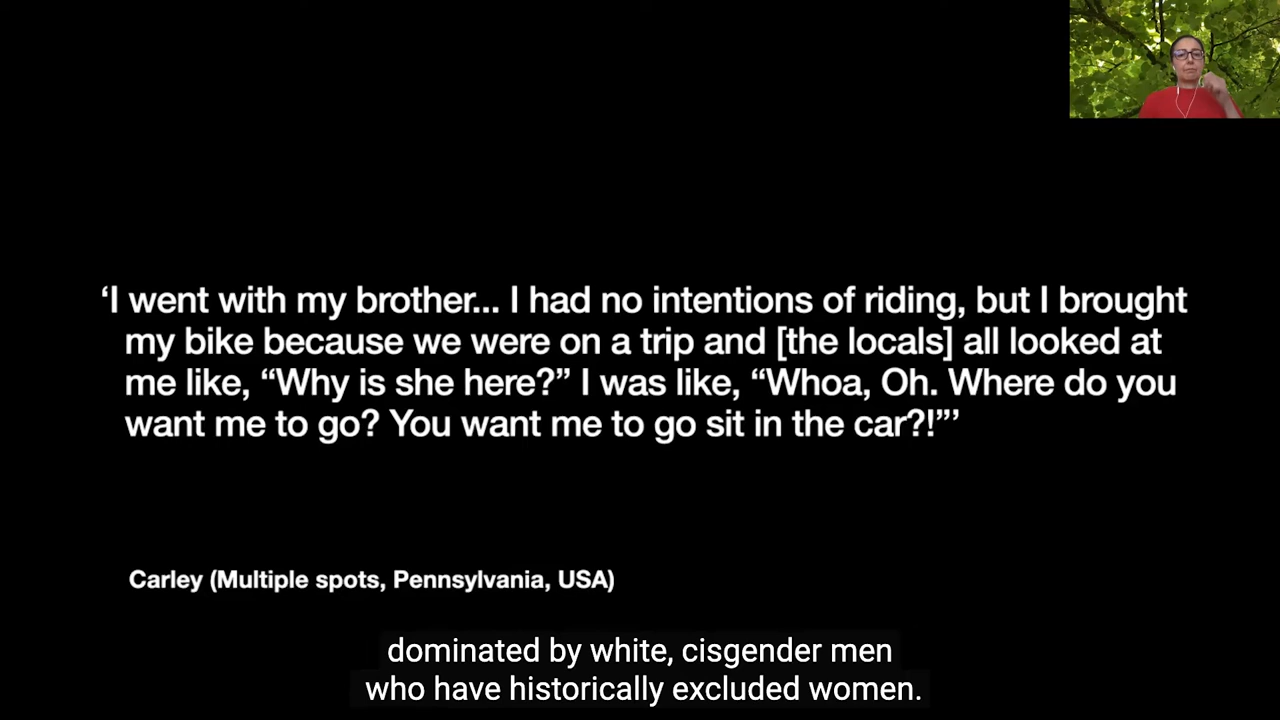 ‘I went with my brother... I had no intentions of riding, but I brought
my bike because we were on a trip and [the locals] all looked at
me like, “Why is she here?” I was like, “Whoa, Oh. Where do you
want me to go? You want me to go sit in the car?!”’
Carley (Multiple spots, Pennsylvania, USA)
dominated by white, cisgender men
who have historically excluded women.